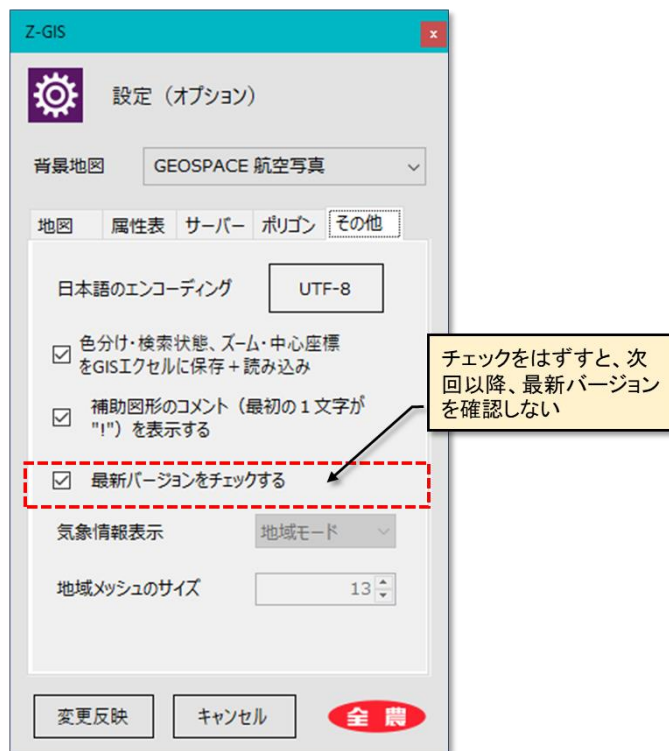 Z-GIS
x
設定（オプション）
背景地図
GEOSPACE 航空写真
地図 属性表 サーバー ポリゴン その他
日本語のエンコーディング
UTF-8
色分け・検索状態、ズーム・中心座標
をGISエクセルに保存＋読み込み
補助図形のコメント（最初の１文字が
"!"）を表示する
チェックをはずすと、次
回以降、最新バージョン
を確認しない
最新バージョンをチェックする
気象情報表示
地域モード
地域メッシュのサイズ
13
変更反映
キャンセル
全農